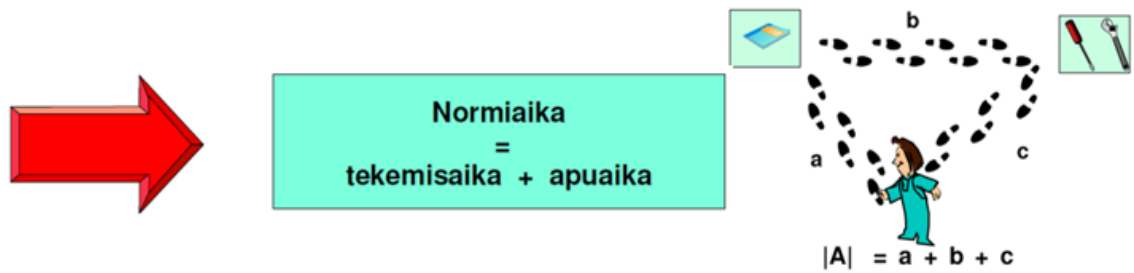 Normiaika
=
tekemisaika + apuaika
b
a
c
|A| = a + b + c